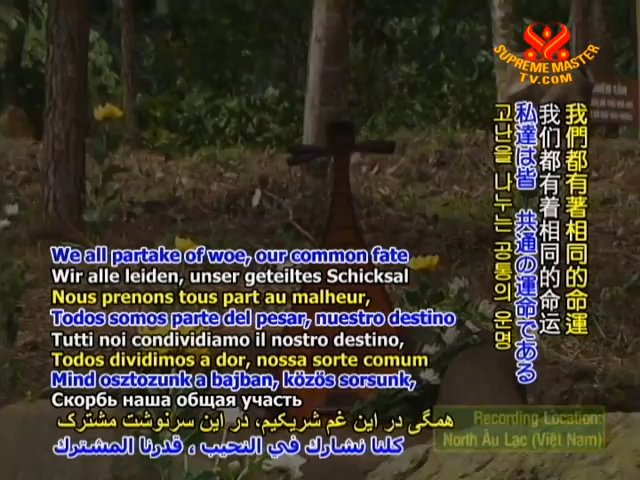 SUPREME MASTER
TV.COM
我們都有著相同的命運
我们都有着相同的命运
私達は皆 共通の運命である
고난을 나누는 공통의 운명
We all partake of woe, our common fate
Wir alle leiden, unser geteiltes Schicksal
Nous prenons tous part au malheur,
Todos somos parte del pesar, nuestro destino
Tutti noi condividiamo il nostro destino,
Todos dividimos a dor, nossa sorte comum
Mind osztozunk a bajban, közös sorsunk,
Скорбь наша общая участь
همگی در این غم شریکیم، در این سرنوشت مشترک
كلنا نشارك في النحيب ، قدرنا المشترك
Recording Location:
North Âu Lạc (Việt Nam)